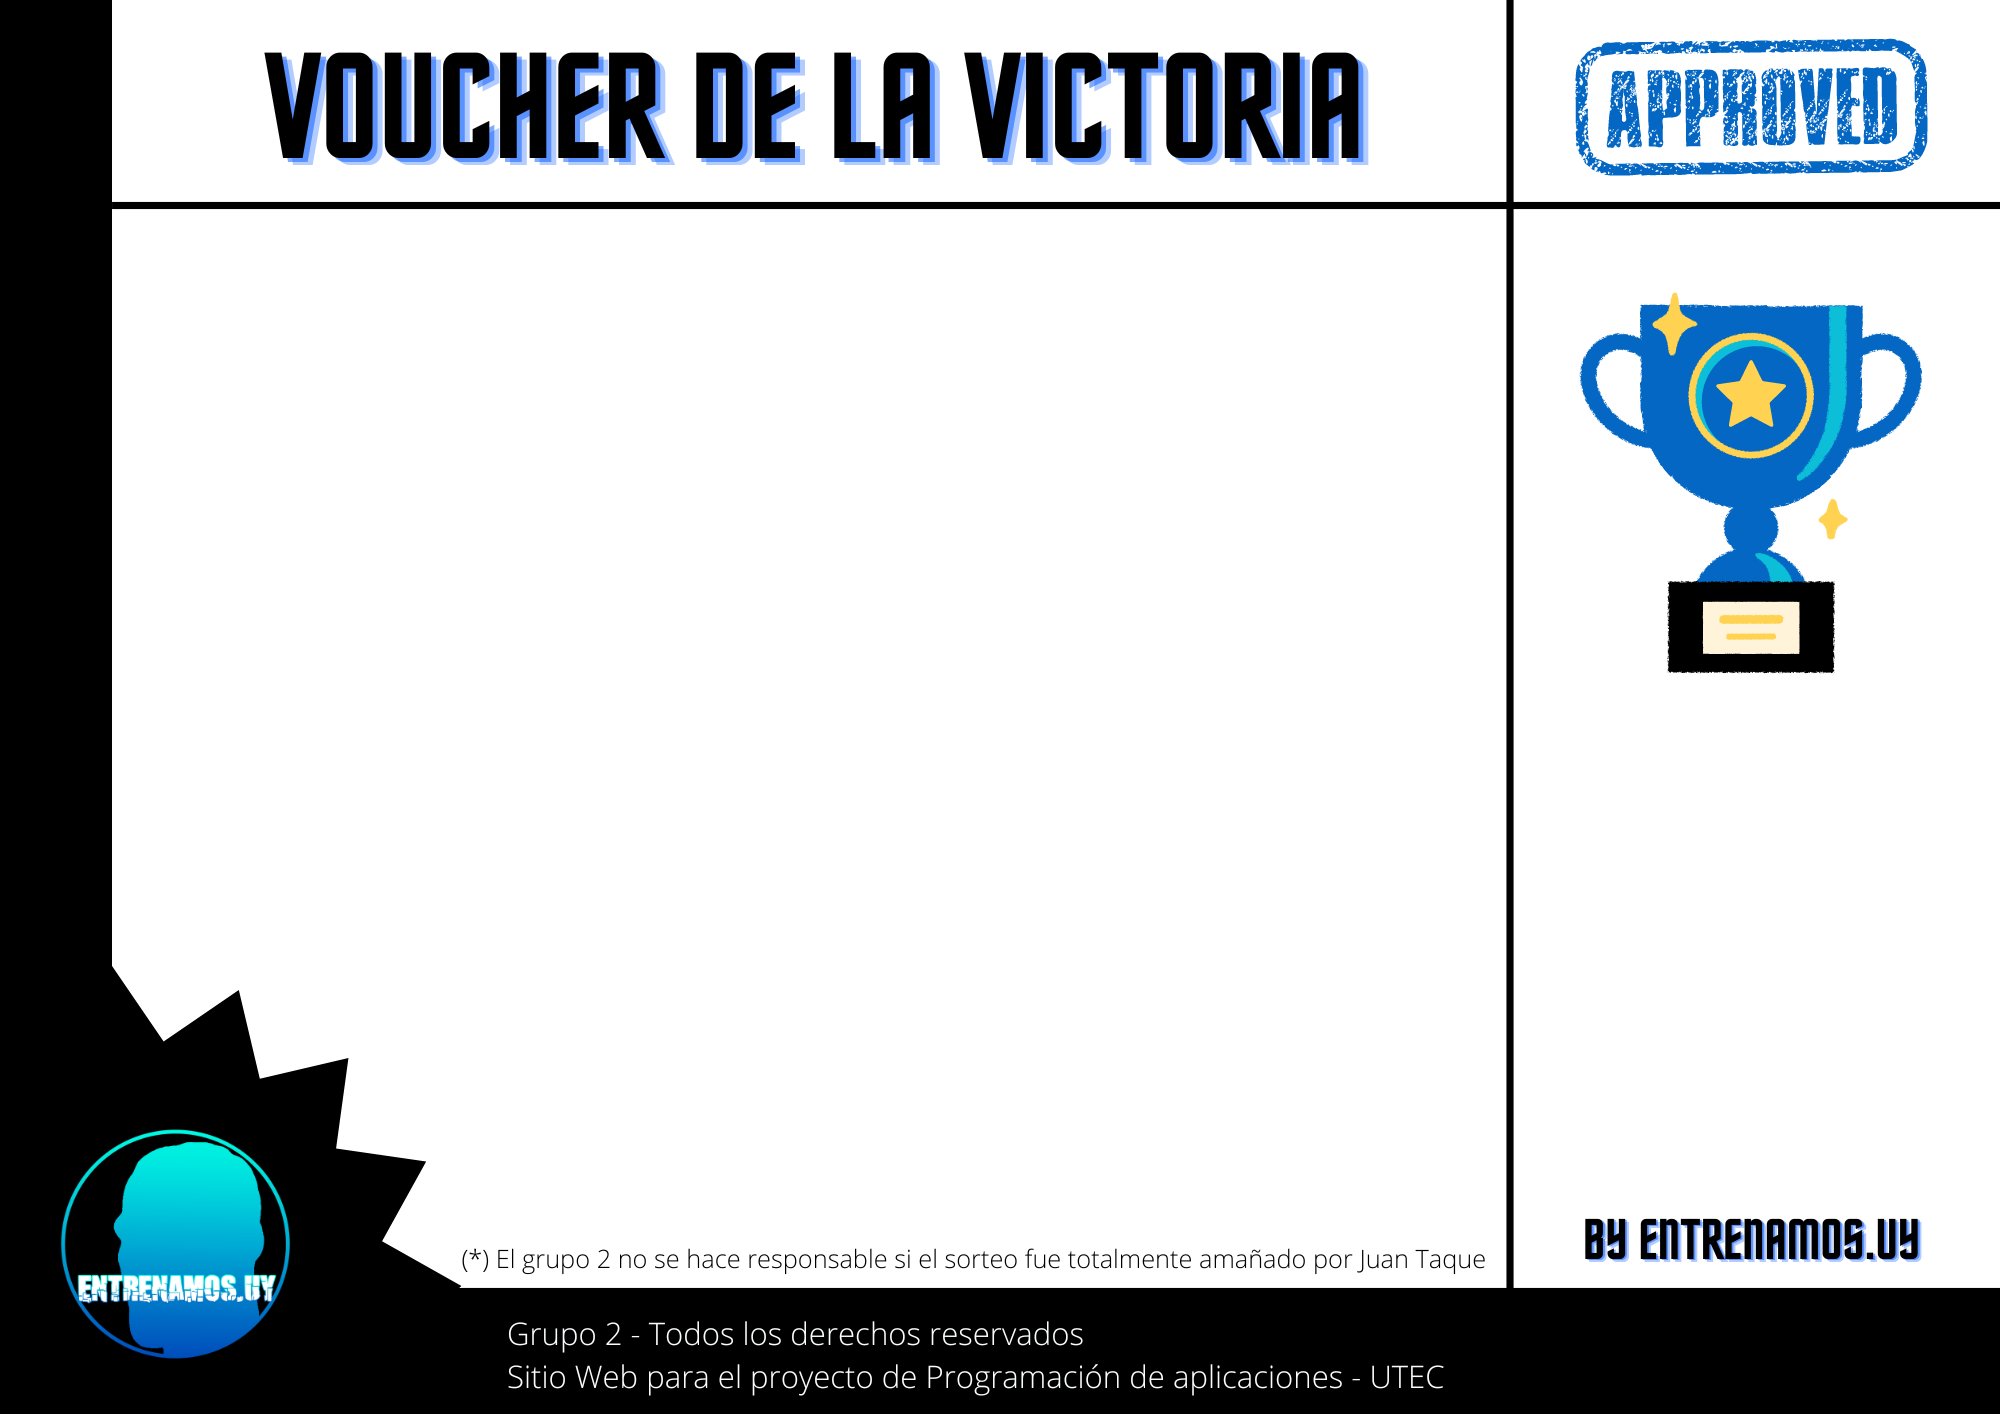 VOUCHER DE LA VICTORIA
APPROVED
BY ENTRENAMOS.UY
(*) El grupo 2 no se hace responsable si el sorteo fue totalmente amañado por Juan Taque
ENTRENAMOS.UY
Grupo 2 - Todos los derechos reservados
Sitio Web para el proyecto de Programación de aplicaciones - UTEC